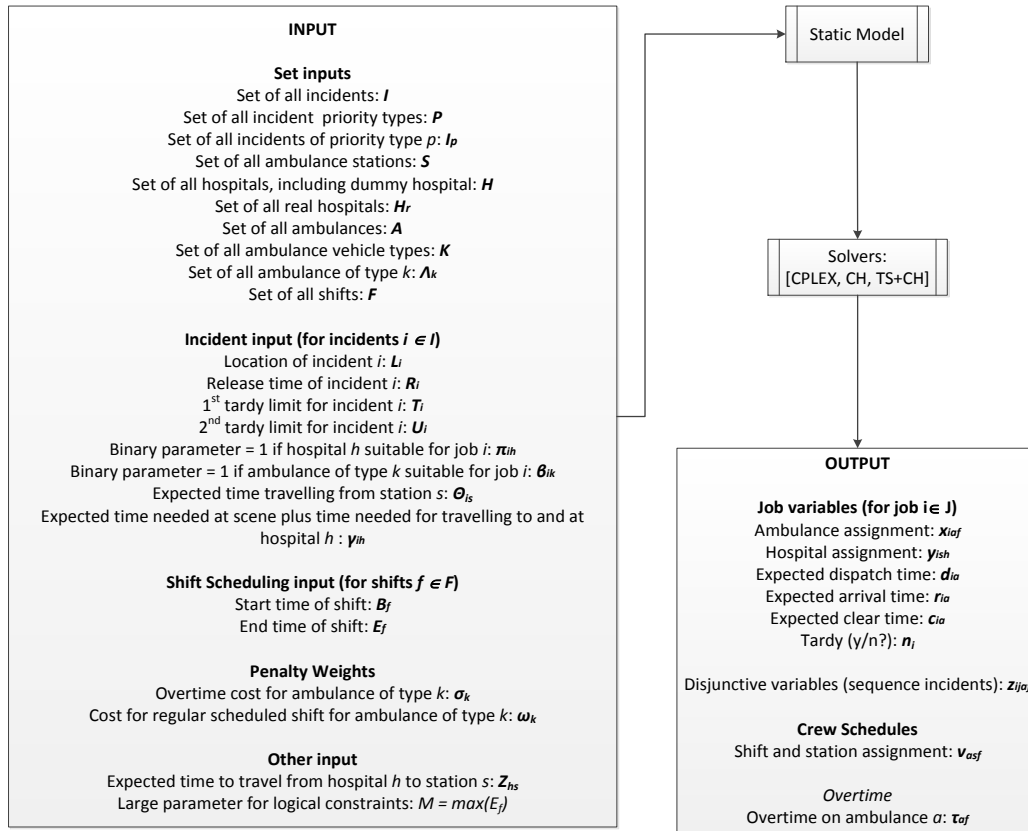 INPUT
Set inputs
Set of all incidents: I
Set of all incident priority types: P
Set of all incidents of priority type p: Ip
Set of all ambulance stations: S
Set of all hospitals, including dummy hospital: H
Set of all real hospitals: Hr
Set of all ambulances: A
Set of all ambulance vehicle types: K
Set of all ambulance of type k: Λk
Set of all shifts: F
Incident input (for incidents i ∈ I)
Location of incident i: Li
Release time of incident i: Ri
1st tardy limit for incident i: Ti
2nd tardy limit for incident i: Ui
Binary parameter = 1 if hospital h suitable for job i: πih
Binary parameter = 1 if ambulance of type k suitable for job i: βik
Expected time travelling from station s: Θis
Expected time needed at scene plus time needed for travelling to and at
hospital h : γih
Shift Scheduling input (for shifts f ∈ F)
Start time of shift: Bf
End time of shift: Ef
Penalty Weights
Overtime cost for ambulance of type k: σk
Cost for regular scheduled shift for ambulance of type k: ωk
Other input
Expected time to travel from hospital h to station s: Zhs
Large parameter for logical constraints: M = max(Ef)
Static Model
Solvers:
[CPLEX, CH, TS+CH]
OUTPUT
Job variables (for job i∈ J)
Ambulance assignment: xiaf
Hospital assignment: yish
Expected dispatch time: dia
Expected arrival time: ria
Expected clear time: cia
Tardy (y/n?): ni
Disjunctive variables (sequence incidents): zijaf
Crew Schedules
Shift and station assignment: vasf
Overtime
Overtime on ambulance a: τaf